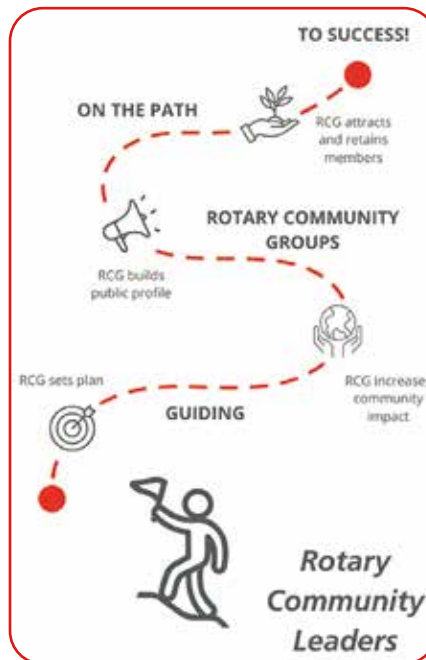 TO SUCCESS!
ON THE PATH
RCG attracts
and retains
members
ROTARY COMMUNITY
GROUPS
RCG builds
public profile
RCG sets plan
RCG increase
community
impact
GUIDING
Rotary
Community
Leaders